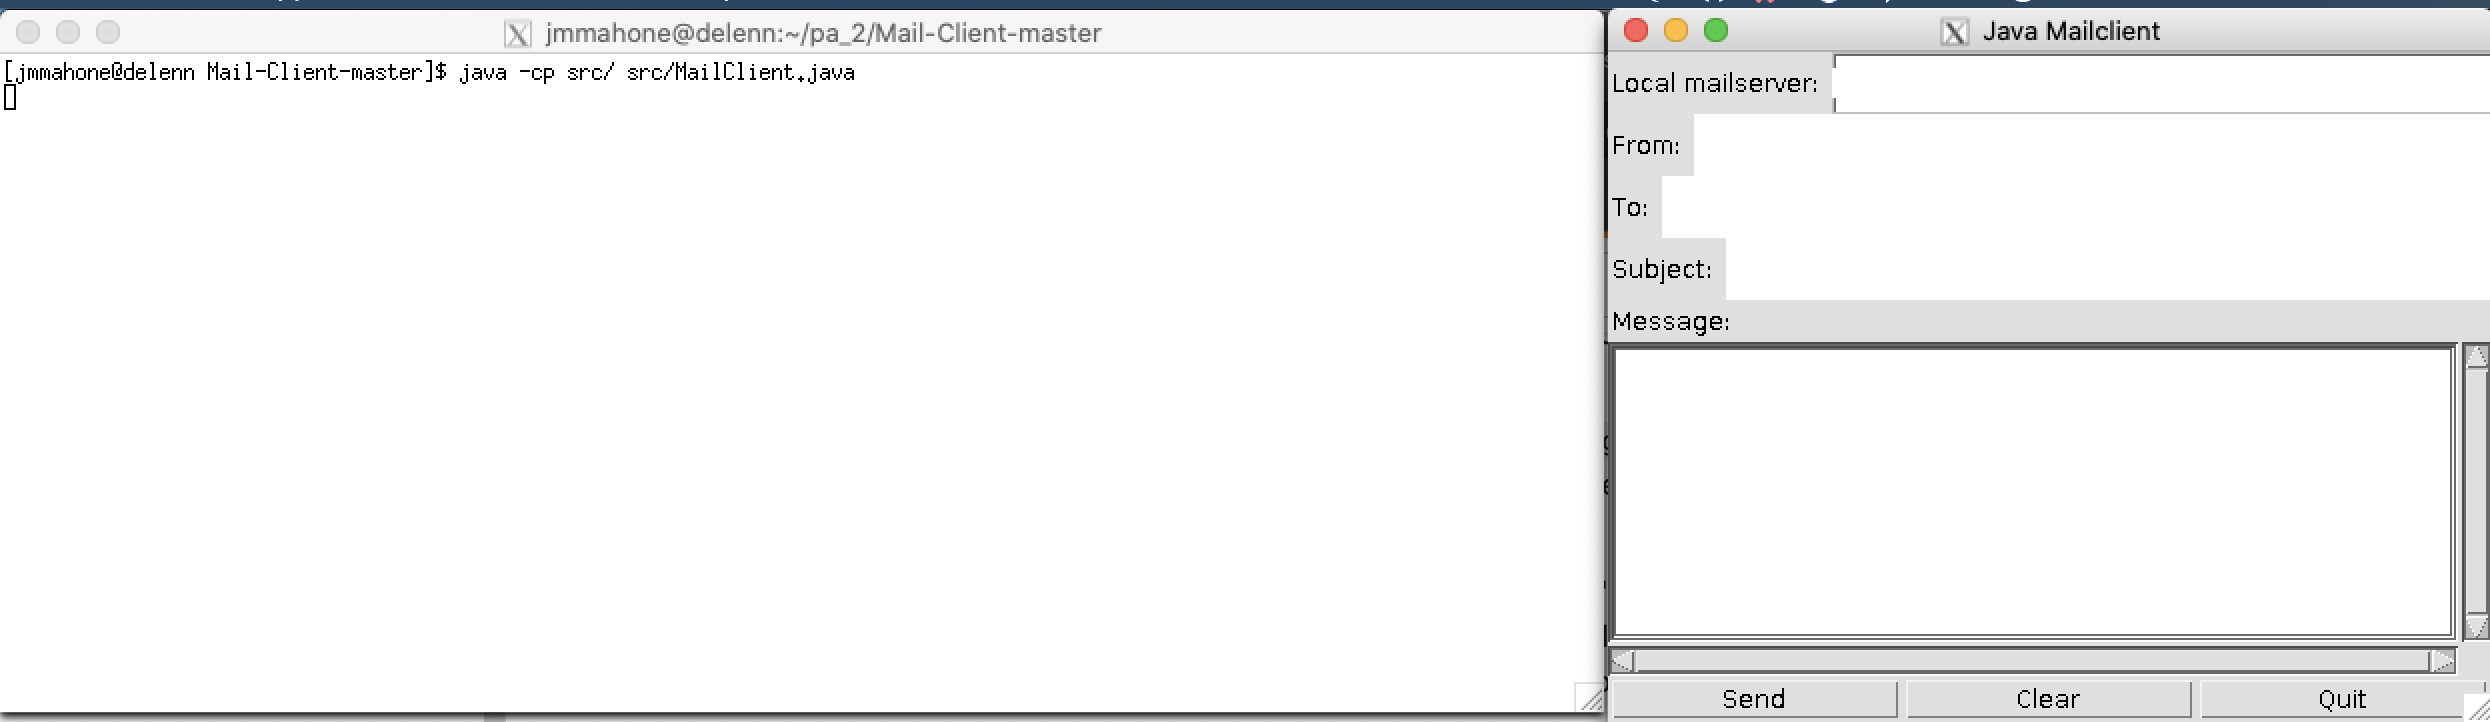 jmmahone@delenn:~/pa_2/Mail-Client-master
[jmmahone@delenn Mail-Client-master]$ java -cp src/ src/MailClient.java
Java Mailclient
Local mailserver:
From:
To:
Subject:
Message:
Send Clear Quit